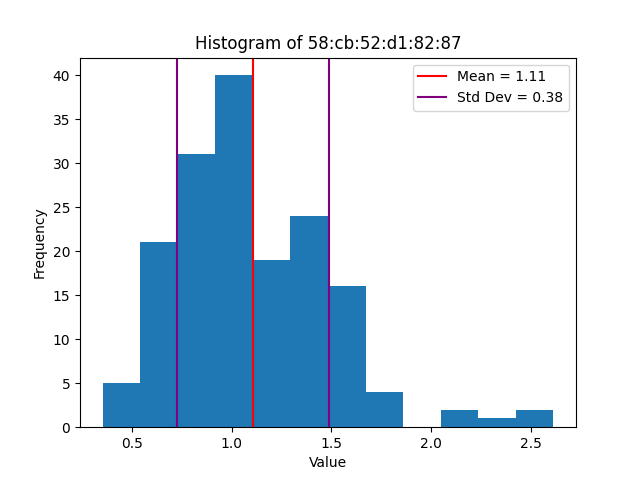 Histogram of 58:cb:52:d1:82:87
Mean = 1.11
Std Dev = 0.38
Frequency
40
35
30
25
20
15
10
5
0
0.5 1.0 1.5 2.0 2.5
Value